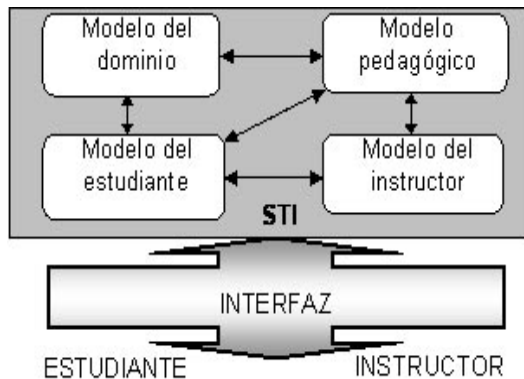 Modelo del
dominio
Modelo
pedagógico
Modelo del
estudiante
Modelo del
instructor
STI
INTERFAZ
ESTUDIANTE
INSTRUCTOR